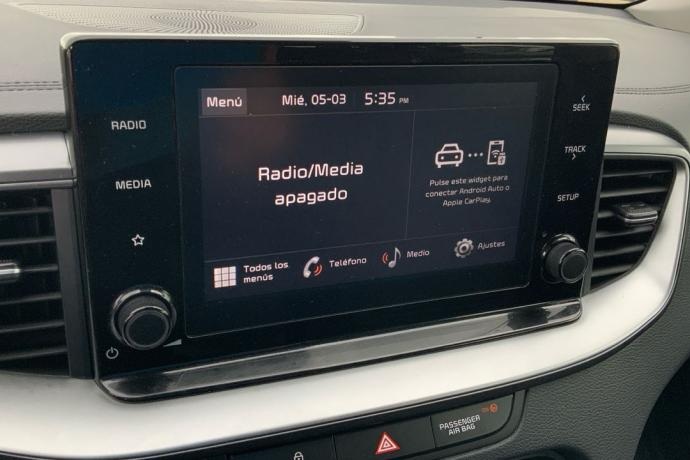 Menú
Mié, 05-03
5:35 PM
SEEK
RADIO
TRACK
MEDIA
SETUP
Radio/Media
apagado
Pulse este widget para
conectar Android Auto o
Apple CarPlay.
Todos los
menús
Teléfono
Medio
Ajustes
PASSENGER
AIR BAG